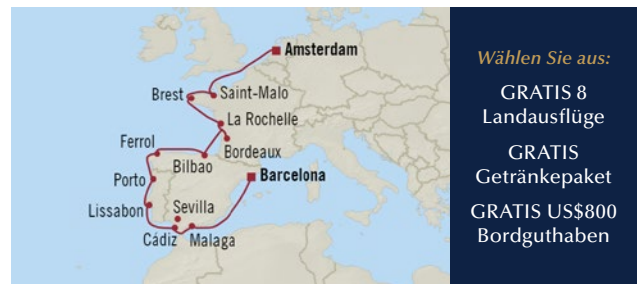 Amsterdam
Saint-Malo
Brest
La Rochelle
Bordeaux
Ferrol
Bilbao
Porto
Barcelona
Lissabon
Sevilla
Cádiz
Malaga
Wählen Sie aus:
GRATIS 8
Landausflüge
GRATIS
Getränkepaket
GRATIS US$800
Bordguthaben